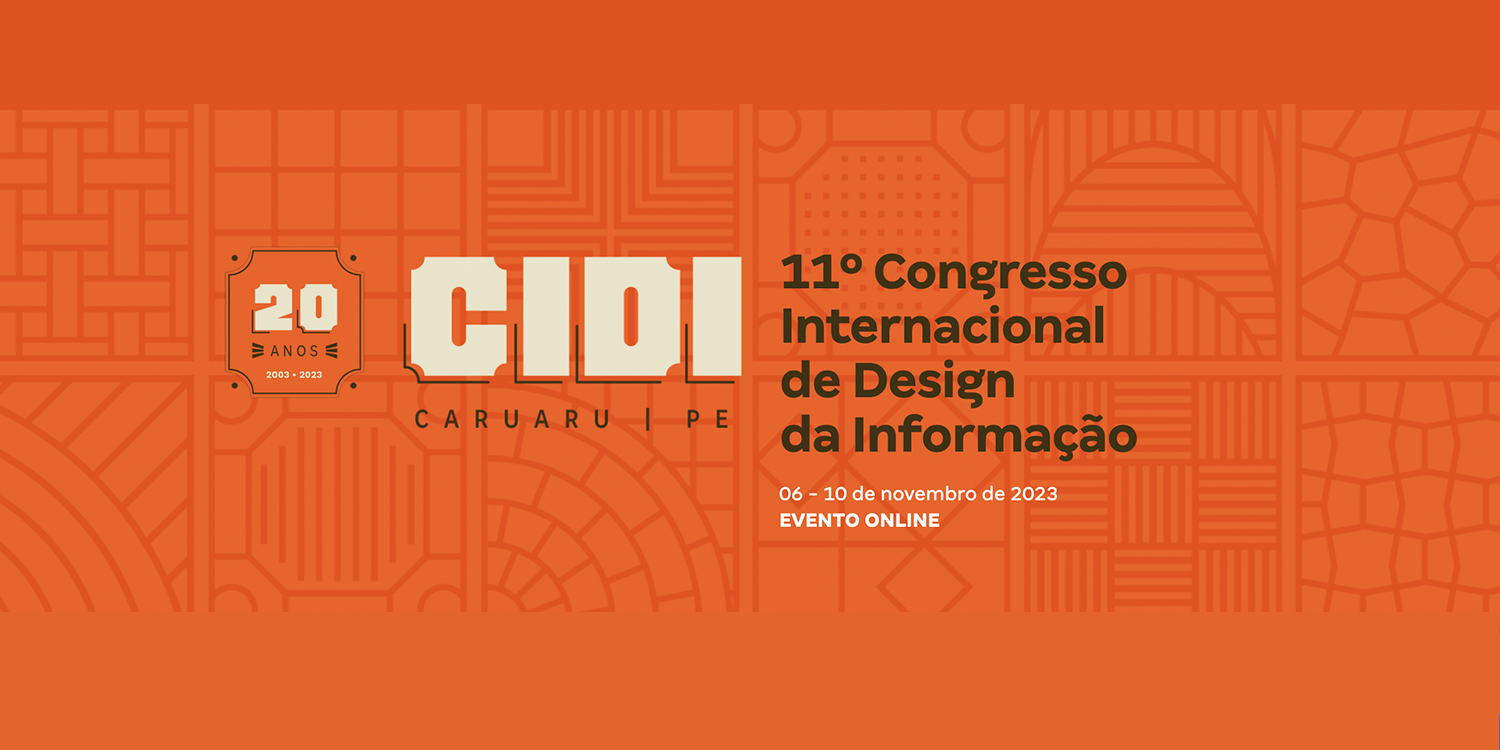 20
ANOS
2003 • 2023
CIDI
CARUARU | PE
11º Congresso
Internacional
de Design
da Informação
06 – 10 de novembro de 2023
EVENTO ONLINE